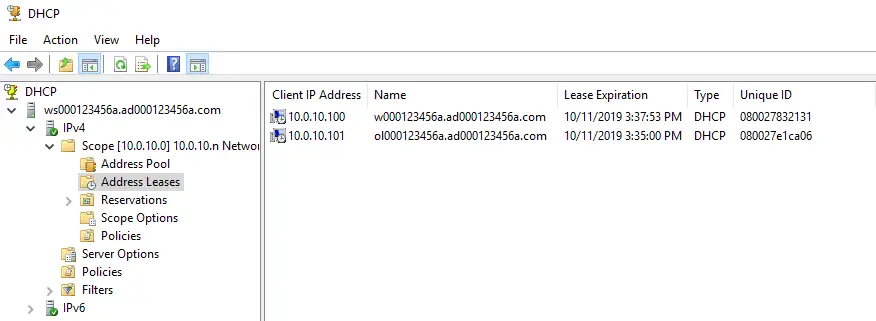 DHCP
File Action View Help
DHCP
ws000123456a.ad000123456a.com
IPv4
Scope [10.0.10.0] 10.0.10.n Networ
Address Pool
Address Leases
Reservations
Scope Options
Policies
Server Options
Policies
Filters
IPv6
Client IP Address Name Lease Expiration Type Unique ID
10.0.10.100 w000123456a.ad000123456a.com 10/11/2019 3:37:53 PM DHCP 080027832131
10.0.10.101 ol000123456a.ad000123456a.com 10/11/2019 3:35:00 PM DHCP 080027e1ca06